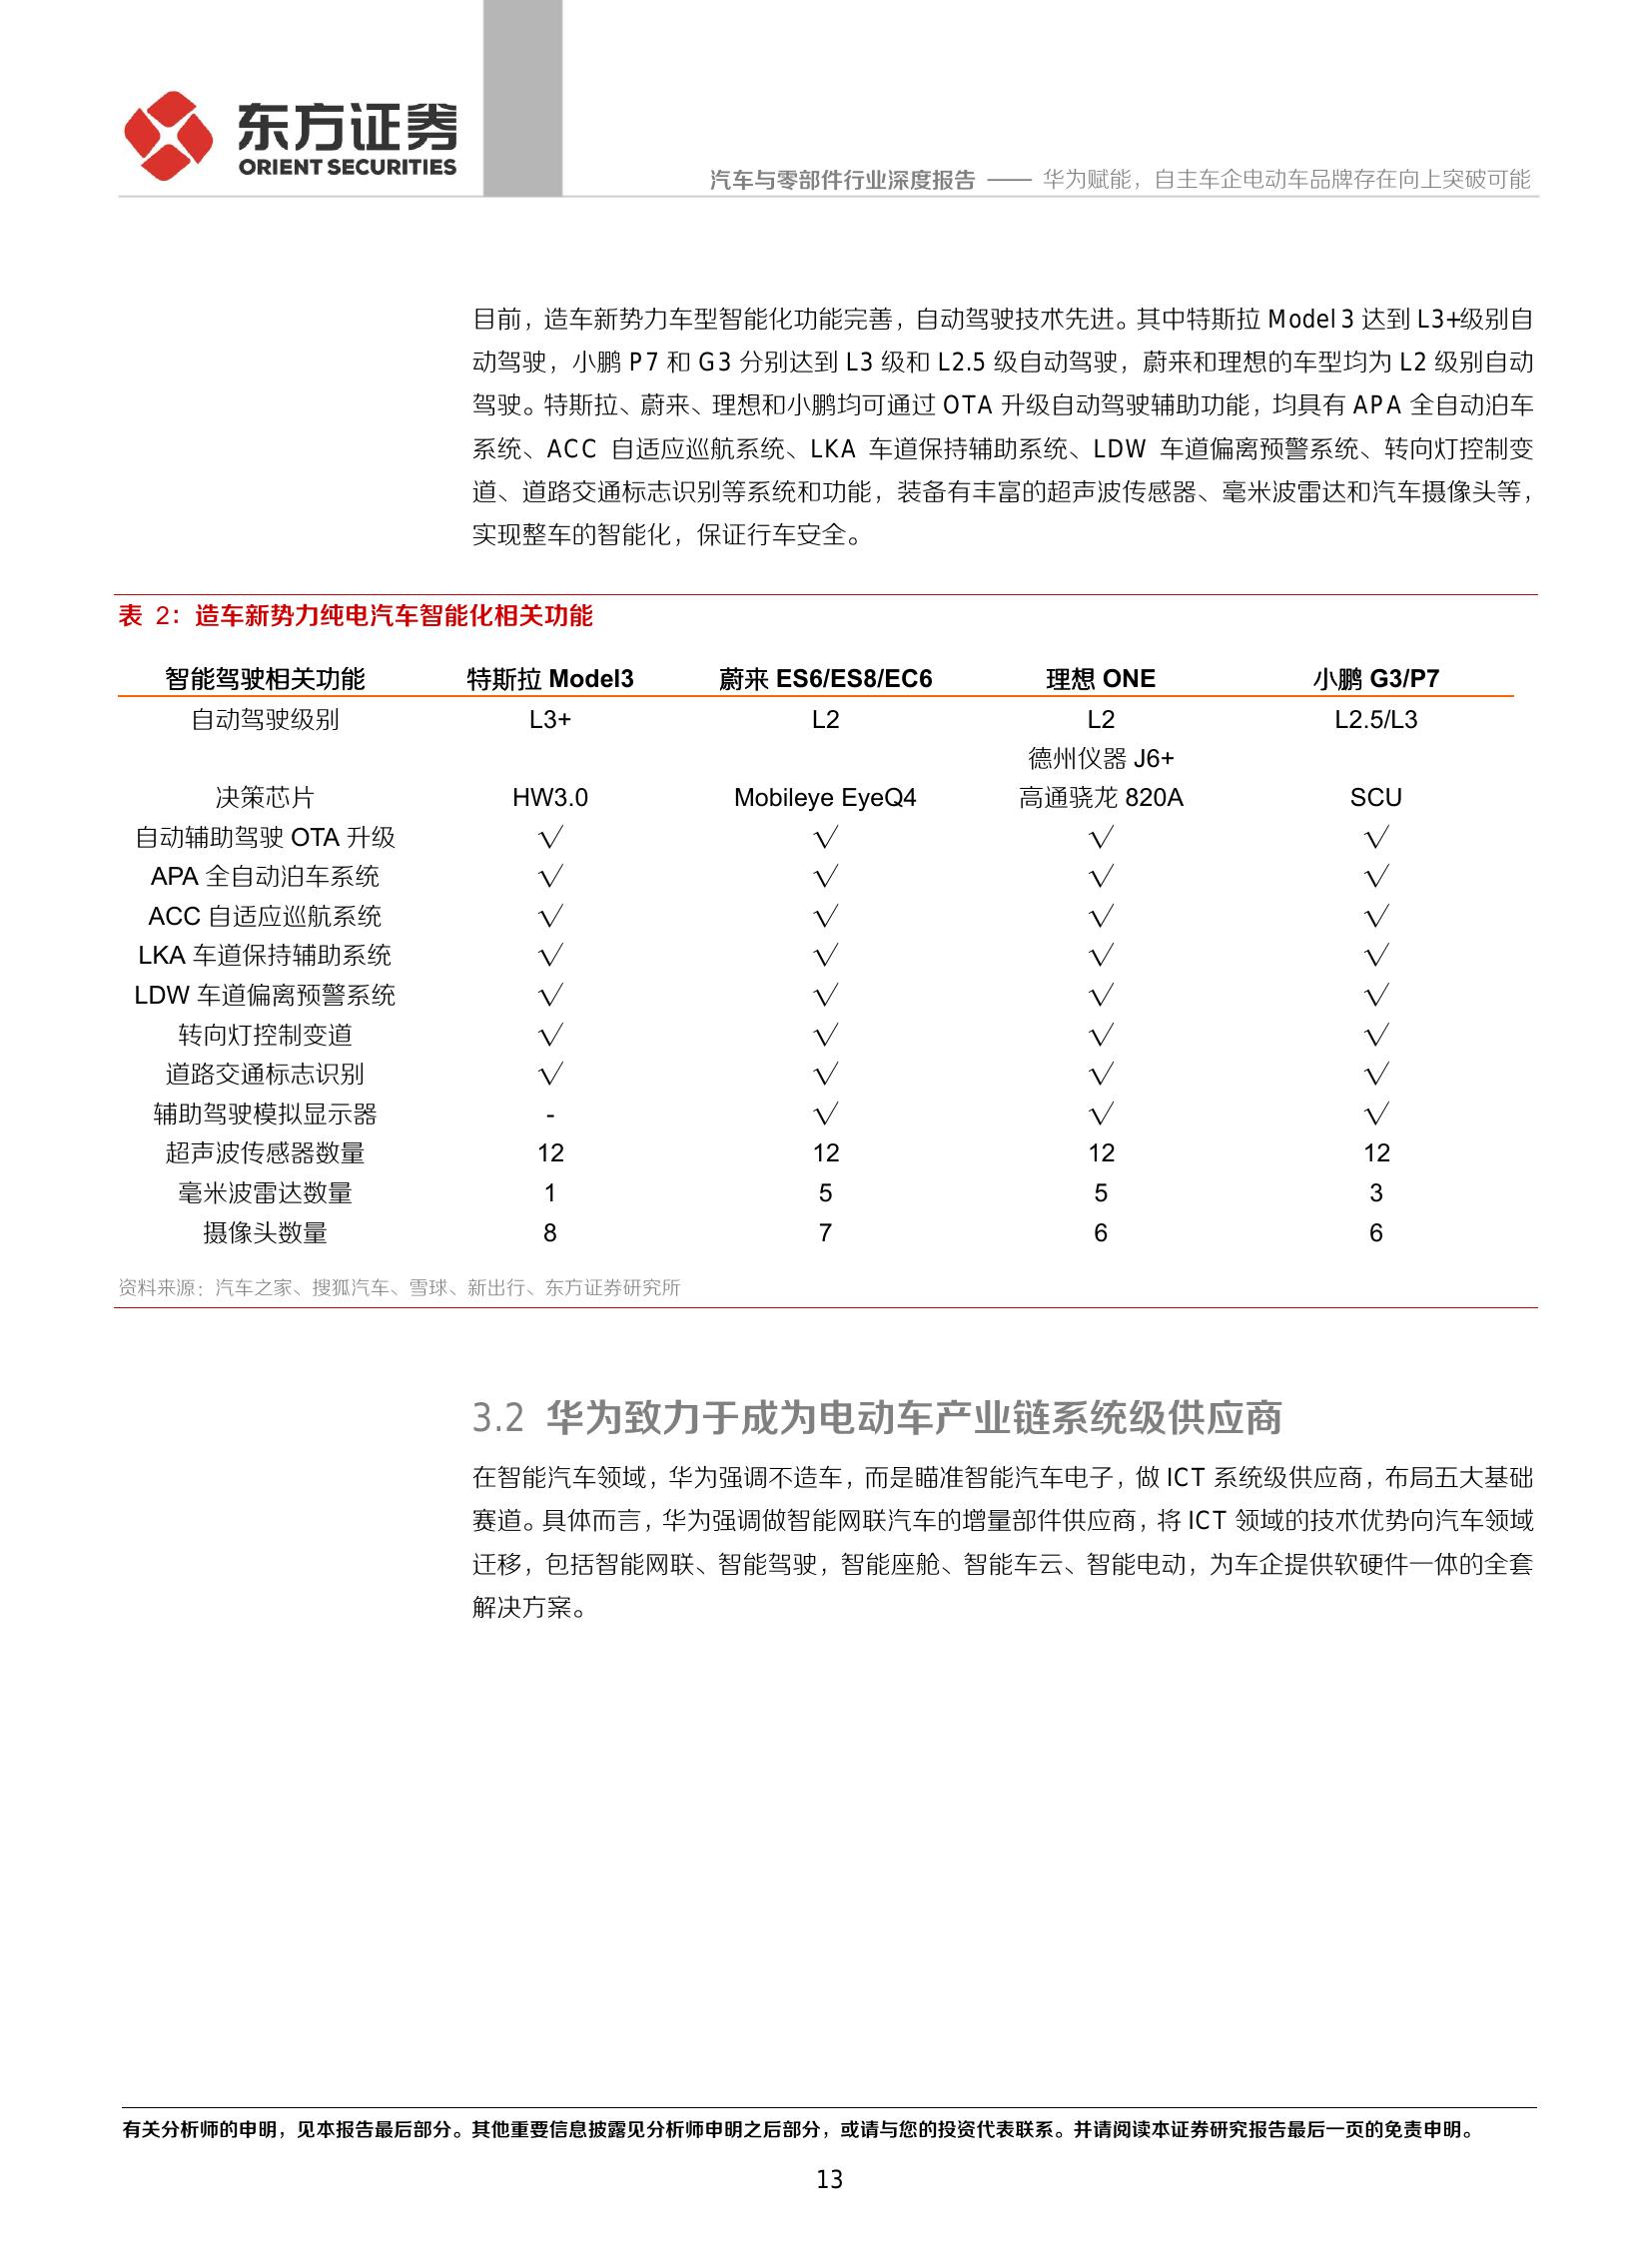 东方证券
ORIENT SECURITIES
汽车与零部件行业深度报告 —— 华为赋能，自主车企电动车品牌存在向上突破可能
目前，造车新势力车型智能化功能完善，自动驾驶技术先进。其中特斯拉 Model 3 达到 L3+级别自
动驾驶，小鹏 P7 和 G3 分别达到 L3 级和 L2.5 级自动驾驶，蔚来和理想的车型均为 L2 级别自动
驾驶。特斯拉、蔚来、理想和小鹏均可通过 OTA 升级自动驾驶辅助功能，均具有 APA 全自动泊车
系统、ACC 自适应巡航系统、LKA 车道保持辅助系统、LDW 车道偏离预警系统、转向灯控制变
道、道路交通标志识别等系统和功能，装备有丰富的超声波传感器、毫米波雷达和汽车摄像头等，
实现整车的智能化，保证行车安全。
表 2：造车新势力纯电汽车智能化相关功能
智能驾驶相关功能 特斯拉 Model3 蔚来 ES6/ES8/EC6 理想 ONE 小鹏 G3/P7
自动驾驶级别 L3+ L2 L2 L2.5/L3
德州仪器 J6+
决策芯片 HW3.0 Mobileye EyeQ4 高通骁龙 820A SCU
自动辅助驾驶 OTA 升级 √ √ √ √
APA 全自动泊车系统 √ √ √ √
ACC 自适应巡航系统 √ √ √ √
LKA 车道保持辅助系统 √ √ √ √
LDW 车道偏离预警系统 √ √ √ √
转向灯控制变道 √ √ √ √
道路交通标志识别 √ √ √ √
辅助驾驶模拟显示器 - √ √ √
超声波传感器数量 12 12 12 12
毫米波雷达数量 1 5 5 3
摄像头数量 8 7 6 6
资料来源：汽车之家、搜狐汽车、雪球、新出行、东方证券研究所
3.2 华为致力于成为电动车产业链系统级供应商
在智能汽车领域，华为强调不造车，而是瞄准智能汽车电子，做 ICT 系统级供应商，布局五大基础
赛道。具体而言，华为强调做智能网联汽车的增量部件供应商，将 ICT 领域的技术优势向汽车领域
迁移，包括智能网联、智能驾驶，智能座舱、智能车云、智能电动，为车企提供软硬件一体的全套
解决方案。
有关分析师的申明，见本报告最后部分。其他重要信息披露见分析师申明之后部分，或请与您的投资代表联系。并请阅读本证券研究报告最后一页的免责申明。
13